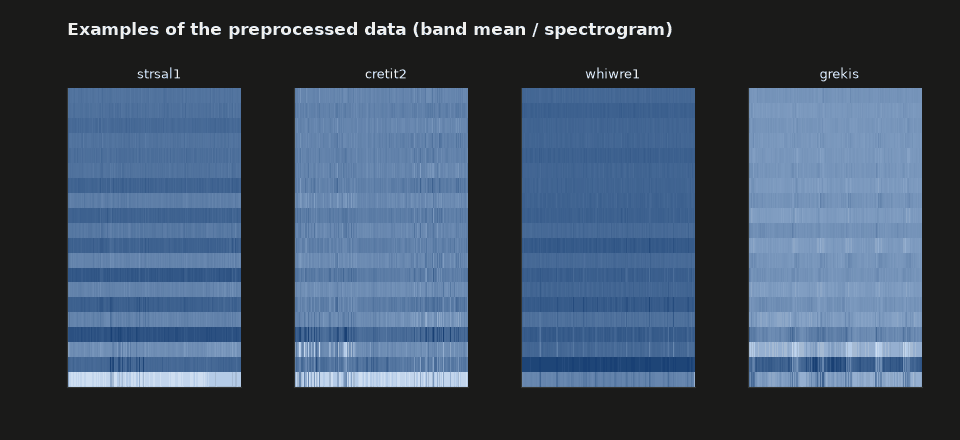 Examples of the preprocessed data (band mean / spectrogram)
strsal1
cretit2
whiwre1
grekis